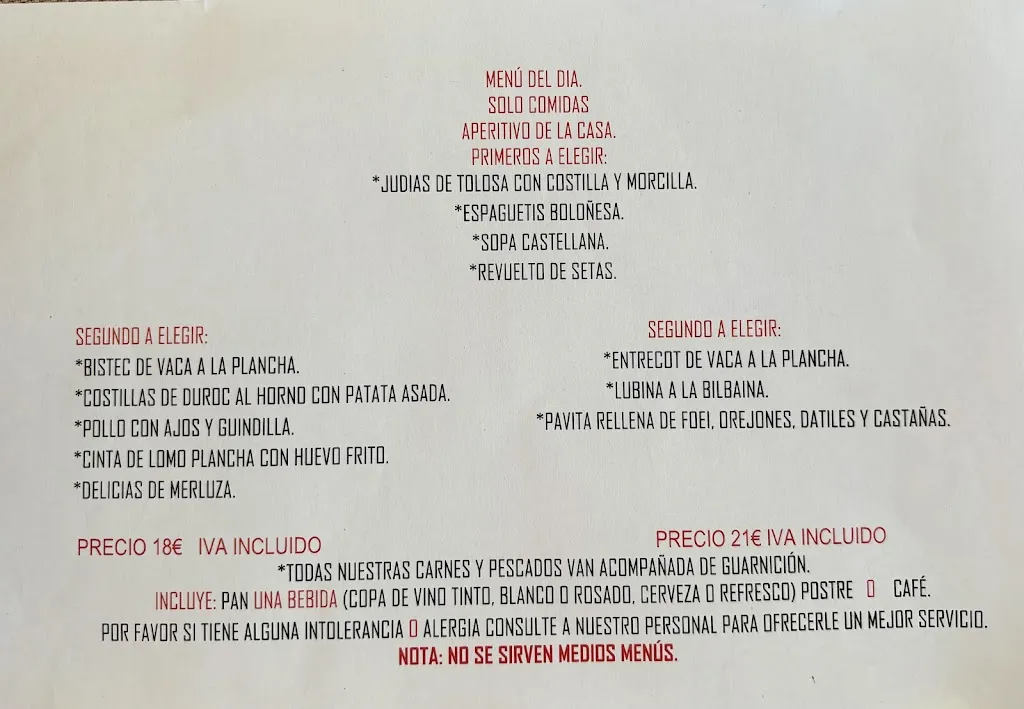 MENÚ DEL DIA.
SOLO COMIDAS
APERITIVO DE LA CASA.
PRIMEROS A ELEGIR:
*JUDIAS DE TOLOSA CON COSTILLA Y MORCILLA.
*ESPAGUETIS BOLOÑESA.
*SOPA CASTELLANA.
*REVUELTO DE SETAS.
SEGUNDO A ELEGIR:
*BISTEC DE VACA A LA PLANCHA.
*COSTILLAS DE DUROC AL HORNO CON PATATA ASADA.
*POLLO CON AJOS Y GUINDILLA.
*CINTA DE LOMO PLANCHA CON HUEVO FRITO.
*DELICIAS DE MERLUZA.
PRECIO 18€ IVA INCLUIDO
SEGUNDO A ELEGIR:
*ENTRECOT DE VACA A LA PLANCHA.
*LUBINA A LA BILBAINA.
*PAVITA RELLENA DE FOEI, OREJONES, DATILES Y CASTAÑAS.
PRECIO 21€ IVA INCLUIDO
*TODAS NUESTRAS CARNES Y PESCADOS VAN ACOMPAÑADA DE GUARNICIÓN.
INCLUYE: PAN UNA BEBIDA (COPA DE VINO TINTO, BLANCO O ROSADO, CERVEZA O REFRESCO) POSTRE O CAFÉ.
POR FAVOR SI TIENE ALGUNA INTOLERANCIA O ALERGIA CONSULTE A NUESTRO PERSONAL PARA OFRECERLE UN MEJOR SERVICIO.
NOTA: NO SE SIRVEN MEDIOS MENÚS.